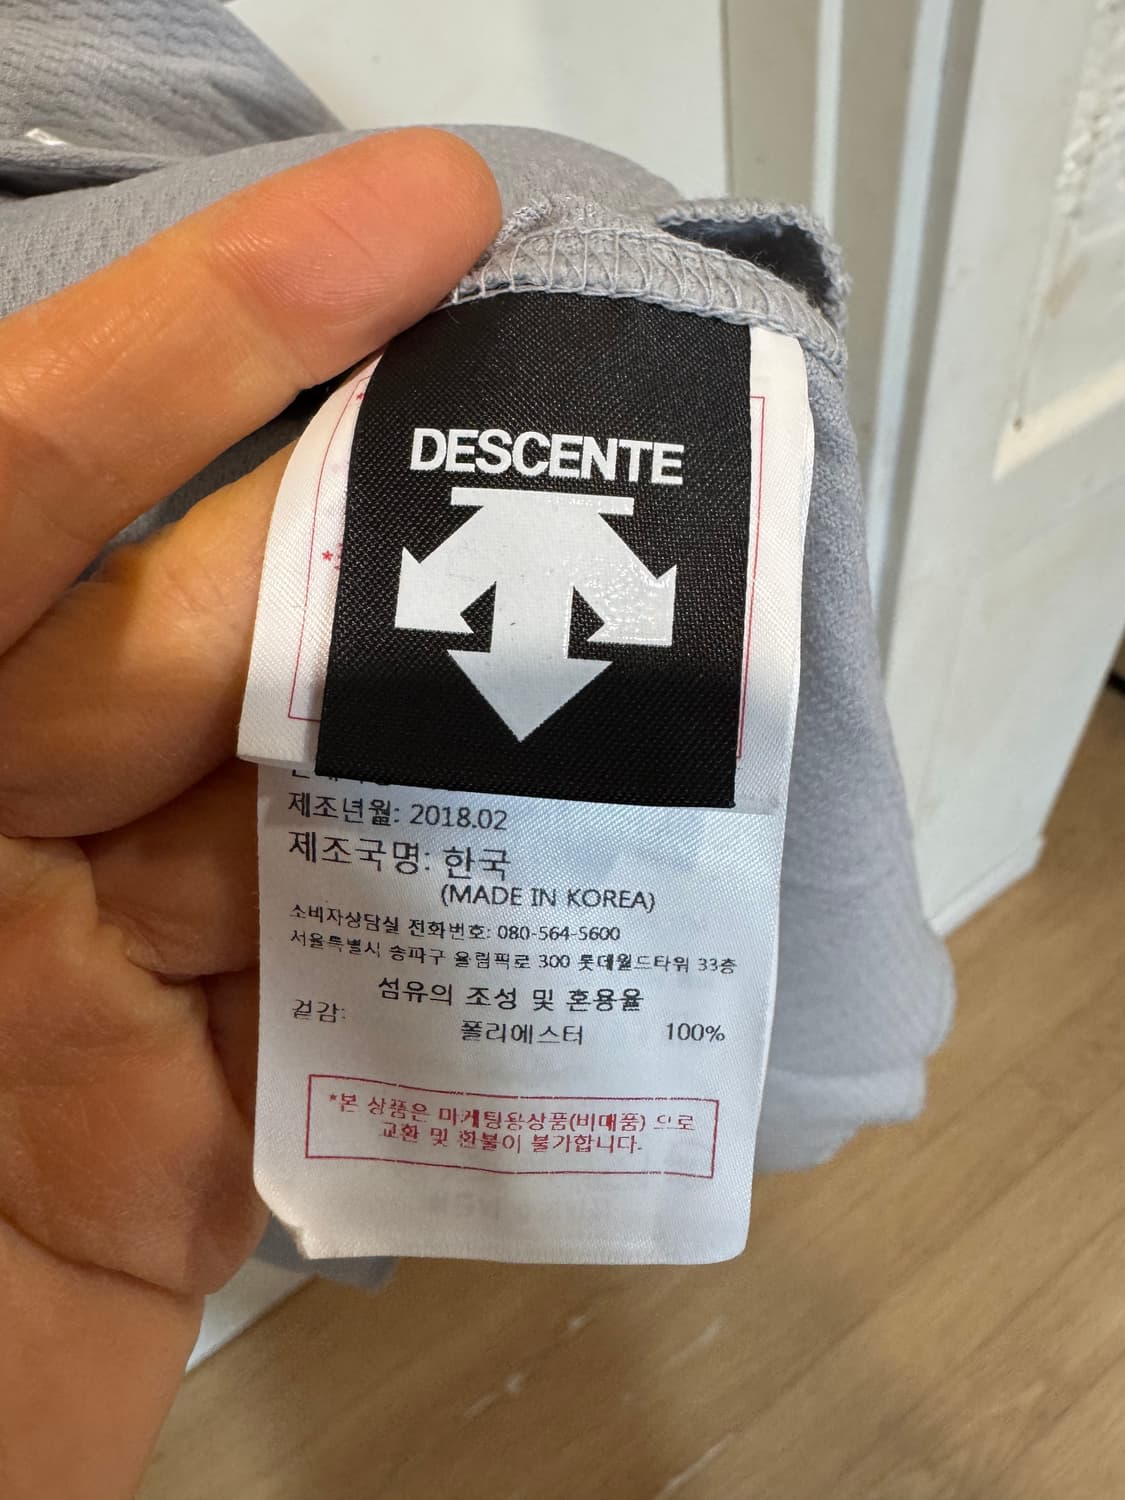 DESCENTE
제조년월: 2018.02
제조국명: 한국
(MADE IN KOREA)
소비자상담실 전화번호: 080-564-5600
서울특별시 송파구 올림픽로 300 롯데월드타워 33층
섬유의 조성 및 혼용율
겉감:
폴리에스터 100%
*본 상품은 마케팅용상품(비매품) 으로
교환 및 환불이 불가합니다.